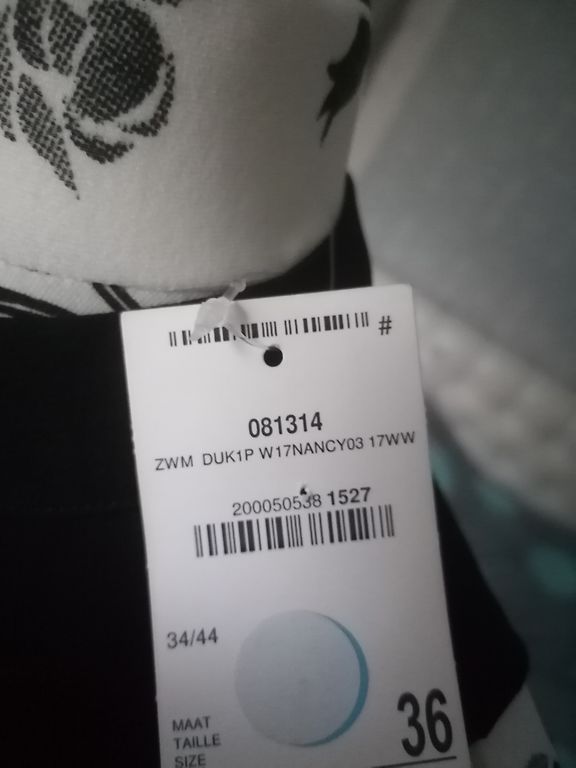 #
081314
ZWM DUK1P W17NANCY03 17WW
200050538 1527
34/44
MAAT
TAILLE
SIZE
36